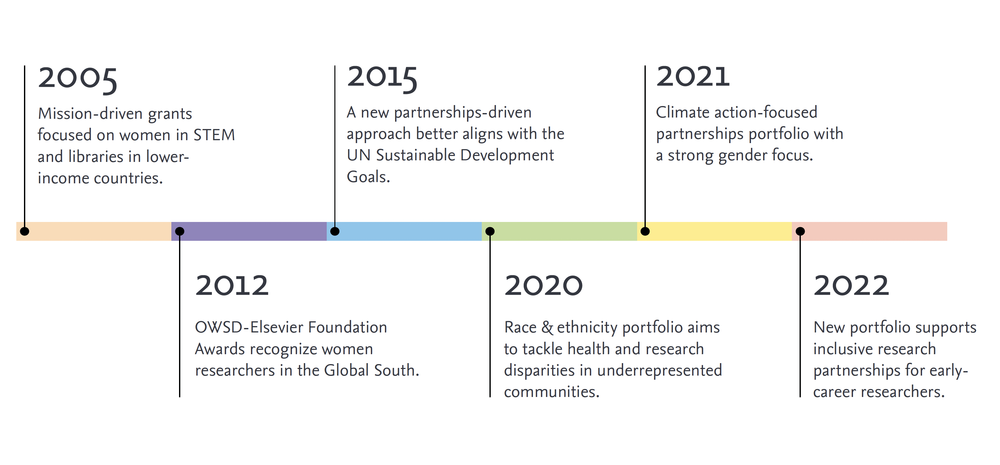 2005
Mission-driven grants
focused on women in STEM
and libraries in lower-
income countries.
2012
OWSD-Elsevier Foundation
Awards recognize women
researchers in the Global South.
2015
A new partnerships-driven
approach better aligns with the
UN Sustainable Development
Goals.
2020
Race & ethnicity portfolio aims
to tackle health and research
disparities in underrepresented
communities.
2021
Climate action-focused
partnerships portfolio with
a strong gender focus.
2022
New portfolio supports
inclusive research
partnerships for early-
career researchers.